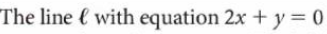 The line ℓ with equation 2x + y = 0